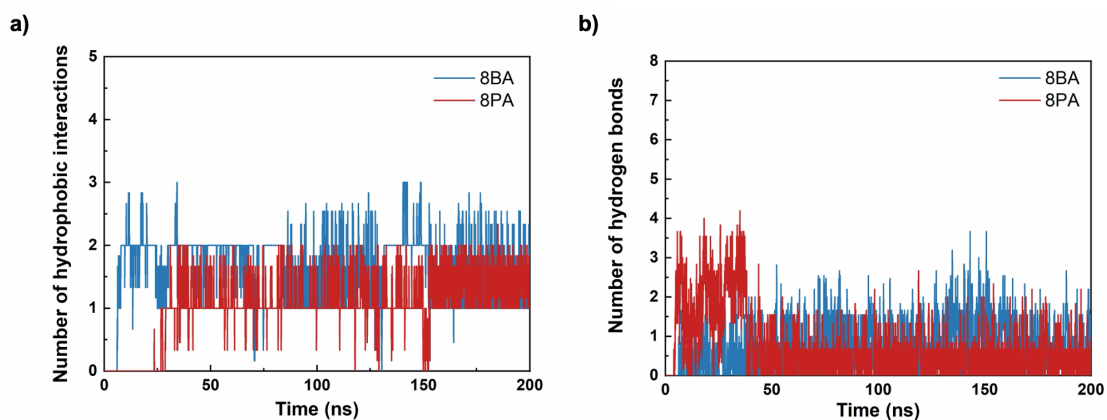 a)
Number of hydrophobic interactions
5
4
3
2
1
0
8BA
8PA
0 50 100 150 200
Time (ns)
b)
Number of hydrogen bonds
8
7
6
5
4
3
2
1
0
8BA
8PA
0 50 100 150 200
Time (ns)